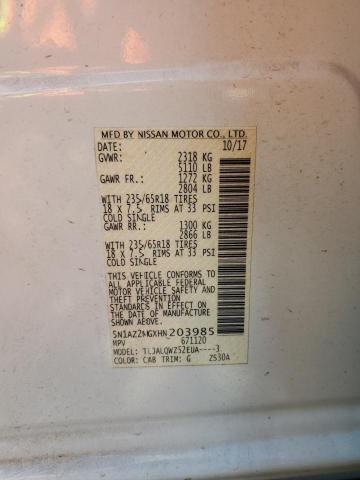 MFD BY NISSAN MOTOR CO., LTD.
DATE: 10/17
GVWR: 2318 KG
5110 LB
GAWR FR.: 1272 KG
2804 LB
WITH 235/65R18 TIRES
18 X 7.5 RIMS AT 33 PSI
COLD SINGLE
GAWR RR.: 1300 KG
2866 LB
WITH 235/65R18 TIRES
18 X 7.5 RIMS AT 33 PSI
COLD SINGLE
THIS VEHICLE CONFORMS TO
ALL APPLICABLE FEDERAL
MOTOR VEHICLE SAFETY
AND THEFT PREVENTION
STANDARDS IN EFFECT ON
THE DATE OF MANUFACTURE
SHOWN ABOVE.
5N1AZ2MGXHN203985
MPV 671120
MODEL: TLJALQWZ52EUA----3
COLOR: CAB TRIM: G ZS30A